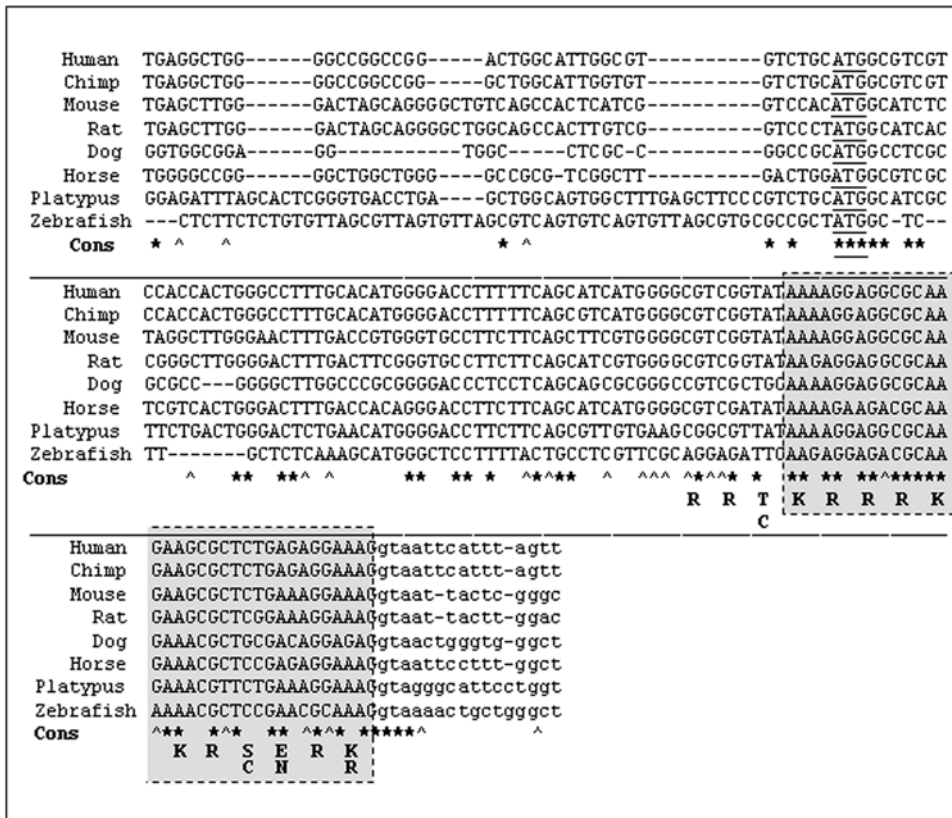 Human TGAGGCTGG------GGCCGGCCGG-----ACTGGCATTGGCGT----------GTCTGCATGGCGTCGT
Chimp TGAGGCTGG------GGCCGGCCGG-----GCTGGCATTGGTGT----------GTCTGCATGGCGTCGT
Mouse TGAGCTTGG------GACTAGCAGGGGCTGTCAGCCACTCATCG----------GTCCACATGGCATCTC
Rat TGAGCTTGG------GACTAGCAGGGGCTGGCAGCCACTTGTCG----------GTCCCTATGGCATCAC
Dog GGTGGCGGA------GG--------TGGC-----CTCGC-C----------GGCCGCATGGCCTCGC
Horse TGGGGCCGG------GGCTGGCTGGG----GCCGCG-TCGGCTT----------GACTGGATGGCGTCGC
Platypus GGAGATTTAGCACTCGGGTGACCTGA----GCTGGCAGTGGCTTTGAGCTTCCCGTCTGCATGGCATCGC
Zebrafish ---CTCTTCTCTGTGTTAGCGTTAGTGTTAGCGTCAGTGTCAGTGTTAGCGTGCGCCGCTATGGC-TC--
Cons * ^ ^ * ^ * * ***** **
Human CCACCACTGGGCCTTTGCACATGGGGACCTTTTTCAGCATCATGGGGCGTCGGTATAAAAGGAGGCGCAA
Chimp CCACCACTGGGCCTTTGCACATGGGGACCTTTTTCAGCGTCATGGGGCGTCGGTATAAAAGGAGGCGCAA
Mouse TAGGCTTGGGAACTTTGACCGTGGGTGCCTTCTTCAGCTTCGTGGGGCGTCGGTATAAAAGGAGGCGCAA
Rat CGGGCTTGGGGACTTTGACTTCGGGTGCCTTCTTCAGCATCGTGGGGCGTCGGTATAAGAGGAGGCGCAA
Dog GCGCC---GGGGCTTGGCCCGCGGGGACCCTCCTCAGCAGCGCGGGCCGTCGCTGCAAAAGGAGGCGCAA
Horse TCGTCACTGGGACTTTGACCACAGGGACCTTCTTCAGCATCATGGGGCGTCGATATAAAAGAAGACGCAA
Platypus TTCTGACTGGGACTCTGAACATGGGGACCTTCTTCAGCGTTGTGAAGCGGCGTTATAAAAGGAGGCGCAA
Zebrafish TT-------GCTCTCAAAGCATGGGCTCCTTTTACTGCCTCGTTCGCAGGAGATTCAAGAGGAGACGCAA
Cons ^ ** **^ ** ** * ^*^** ^ ^^^ *^** * ** **^**^*****
R R T K R R R K
C
Human GAAGCGCTCTGAGAGGAAAGgtaattcattt-agtt
Chimp GAAGCGCTCTGAGAGGAAAGgtaattcattt-agtt
Mouse GAAGCGCTCTGAAAGGAAAGgtaat-tactc-gggc
Rat GAAGCGCTCGGAAAGGAAAGgtaat-tactt-ggac
Dog GAAACGCTGCGACAGGAGAGgtaactgggtg-ggct
Horse GAAACGCTCCGAGAGGAAAGgtaattccttt-ggct
Platypus GAAACGTTCTGAAAGGAAAGgtagggcattcctggt
Zebrafish AAAACGCTCCGAACGCAAAGgtaaaactgctgggct
Cons ^** *^* ** ^*^ *^*****^ ^
K R S E R K
C N R